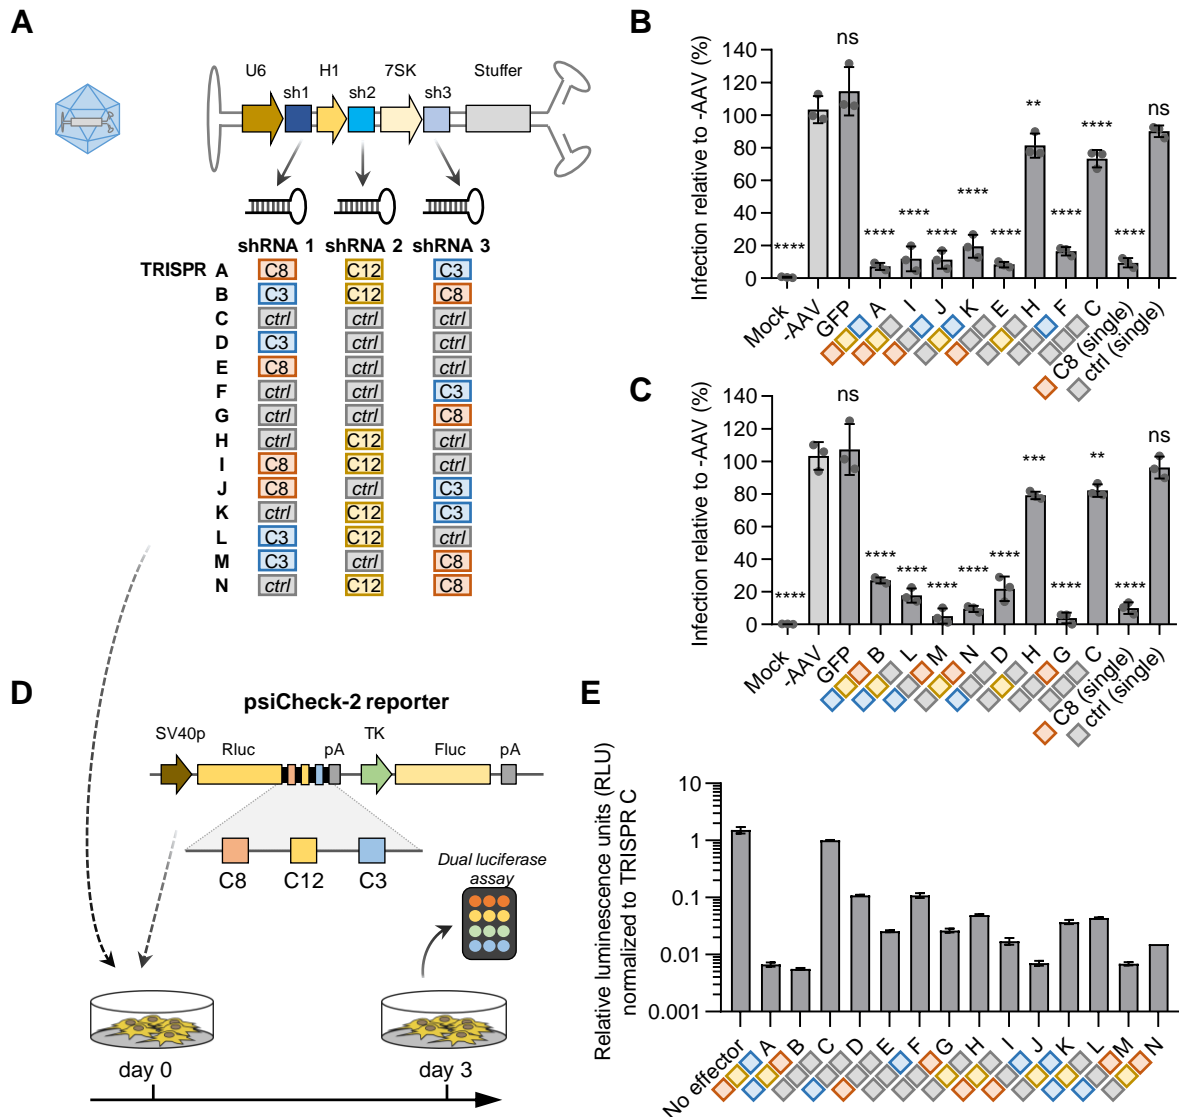 A
U6 H1 7SK Stuffer
sh1 sh2 sh3
shRNA 1 shRNA 2 shRNA 3
TRISPR A C8 C12 C3
B C3 C12 C8
C ctrl ctrl ctrl
D C3 ctrl ctrl
E C8 ctrl ctrl
F ctrl ctrl C3
G ctrl ctrl C8
H ctrl C12 ctrl
I C8 C12 ctrl
J C8 ctrl C3
K ctrl C12 C3
L C3 C12 ctrl
M C3 ctrl C8
N ctrl C12 C8
B
Infection relative to -AAV (%)
140
120
100
80
60
40
20
0
**** ns **** **** **** **** **** ** **** **** **** ns
Mock -AAV GFP A I J K E H F C C8 (single) ctrl (single)
C
Infection relative to -AAV (%)
140
120
100
80
60
40
20
0
**** ns **** **** **** **** **** *** **** ** **** ns
Mock -AAV GFP B L M N D H G C C8 (single) ctrl (single)
D
psiCheck-2 reporter
SV40p Rluc pA TK Fluc pA
C8 C12 C3
Dual luciferase
assay
day 0 day 3
E
Relative luminescence units (RLU)
normalized to TRISPR C
10
1
0.1
0.01
0.001
No effector A B C D E F G H I J K L M N